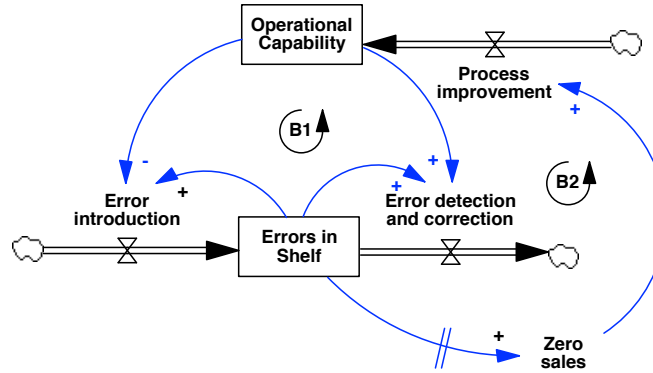 Operational
Capability
Process
improvement
+
B1
B2
-
+
+
+
Error
introduction
Error detection
and correction
Errors in
Shelf
+
Zero
sales